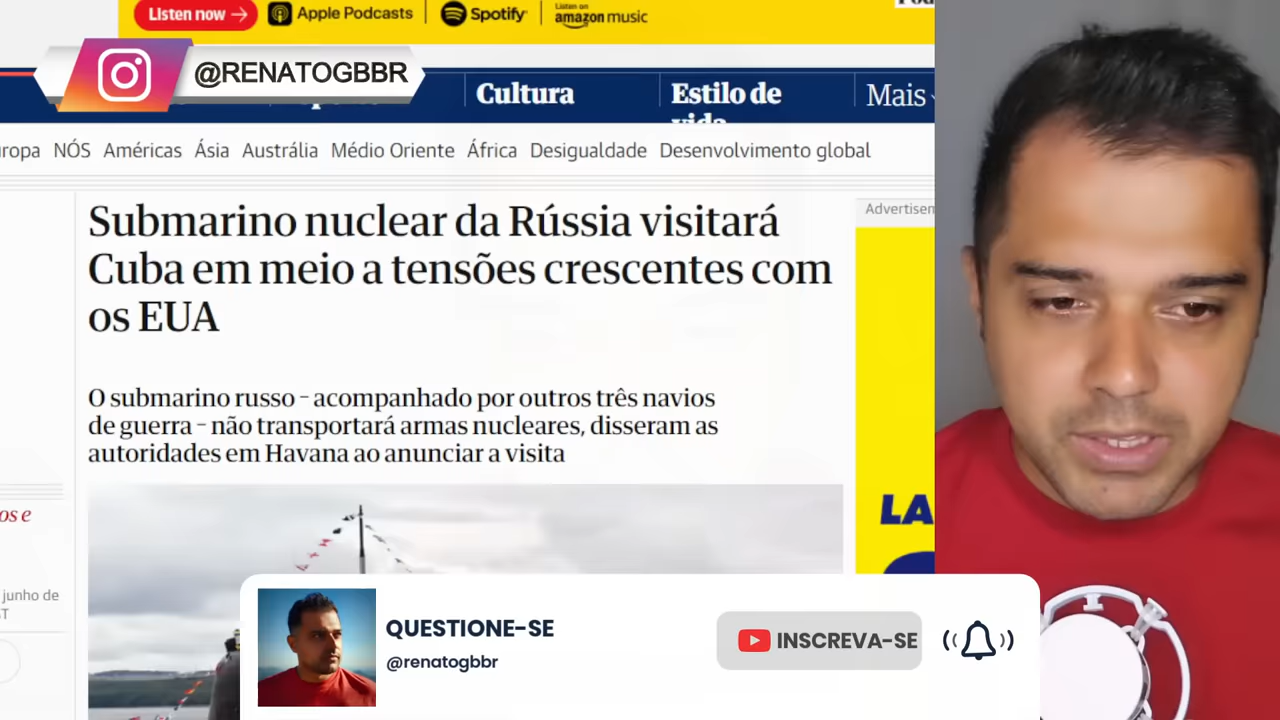 Listen now →
Apple Podcasts
Spotify
Listen on
amazon music
@RENATOGBBR
Cultura
Estilo de
vida
Mais
NÓS
Américas
Ásia
Austrália
Médio Oriente
África
Desigualdade
Desenvolvimento global
Submarino nuclear da Rússia visitará
Cuba em meio a tensões crescentes com
os EUA
O submarino russo – acompanhado por outros três navios
de guerra – não transportará armas nucleares, disseram as
autoridades em Havana ao anunciar a visita
junho de
LA
QUESTIONE-SE
@renatogbbr
INSCREVA-SE